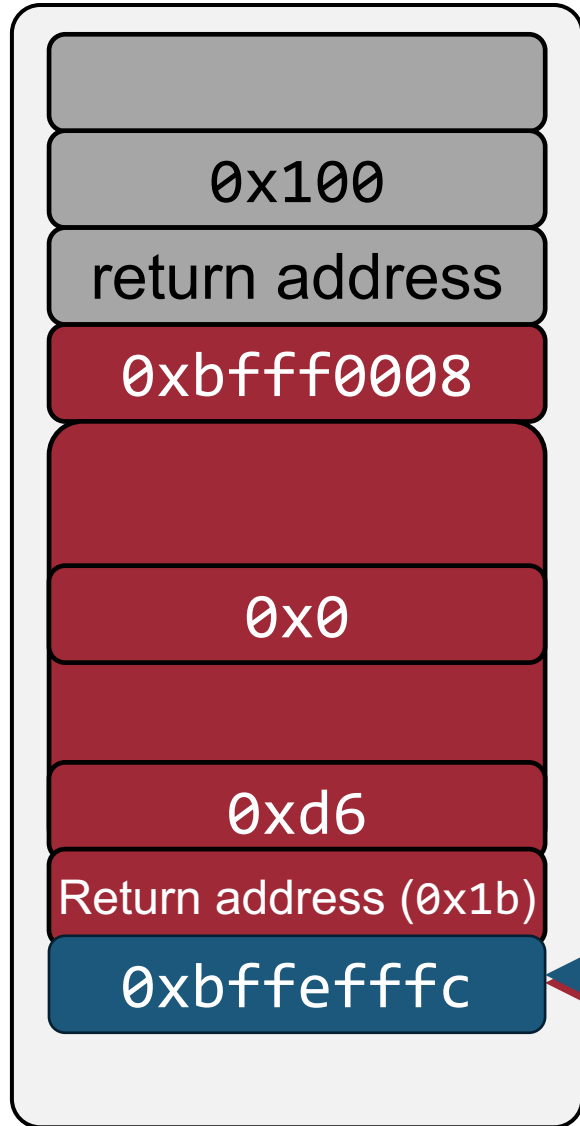 0x100
return address
0xbfff0008
0x0
0xd6
Return address (0x1b)
0xbffefffc